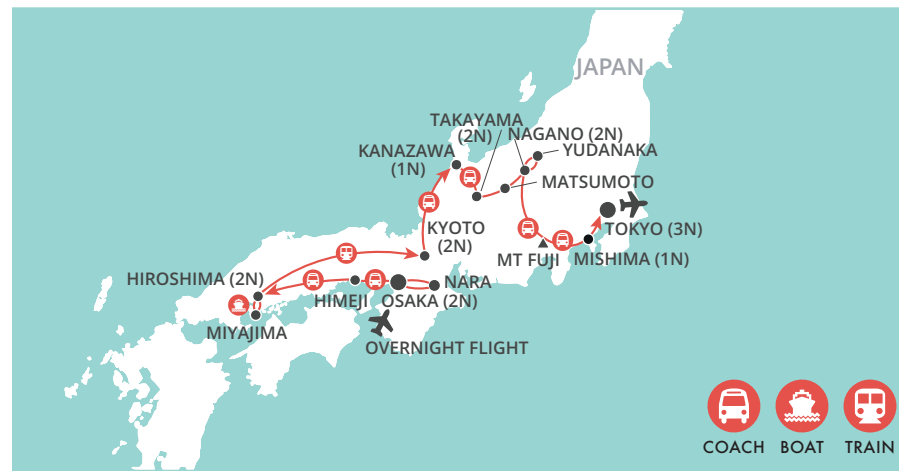 JAPAN
TAKAYAMA
(2N)
NAGANO (2N)
YUDANAKA
KANAZAWA
(1N)
MATSUMOTO
TOKYO (3N)
KYOTO
(2N)
MT FUJI
MISHIMA (1N)
HIROSHIMA (2N)
NARA
HIMEJI
OSAKA (2N)
MIYAJIMA
OVERNIGHT FLIGHT
COACH
BOAT
TRAIN